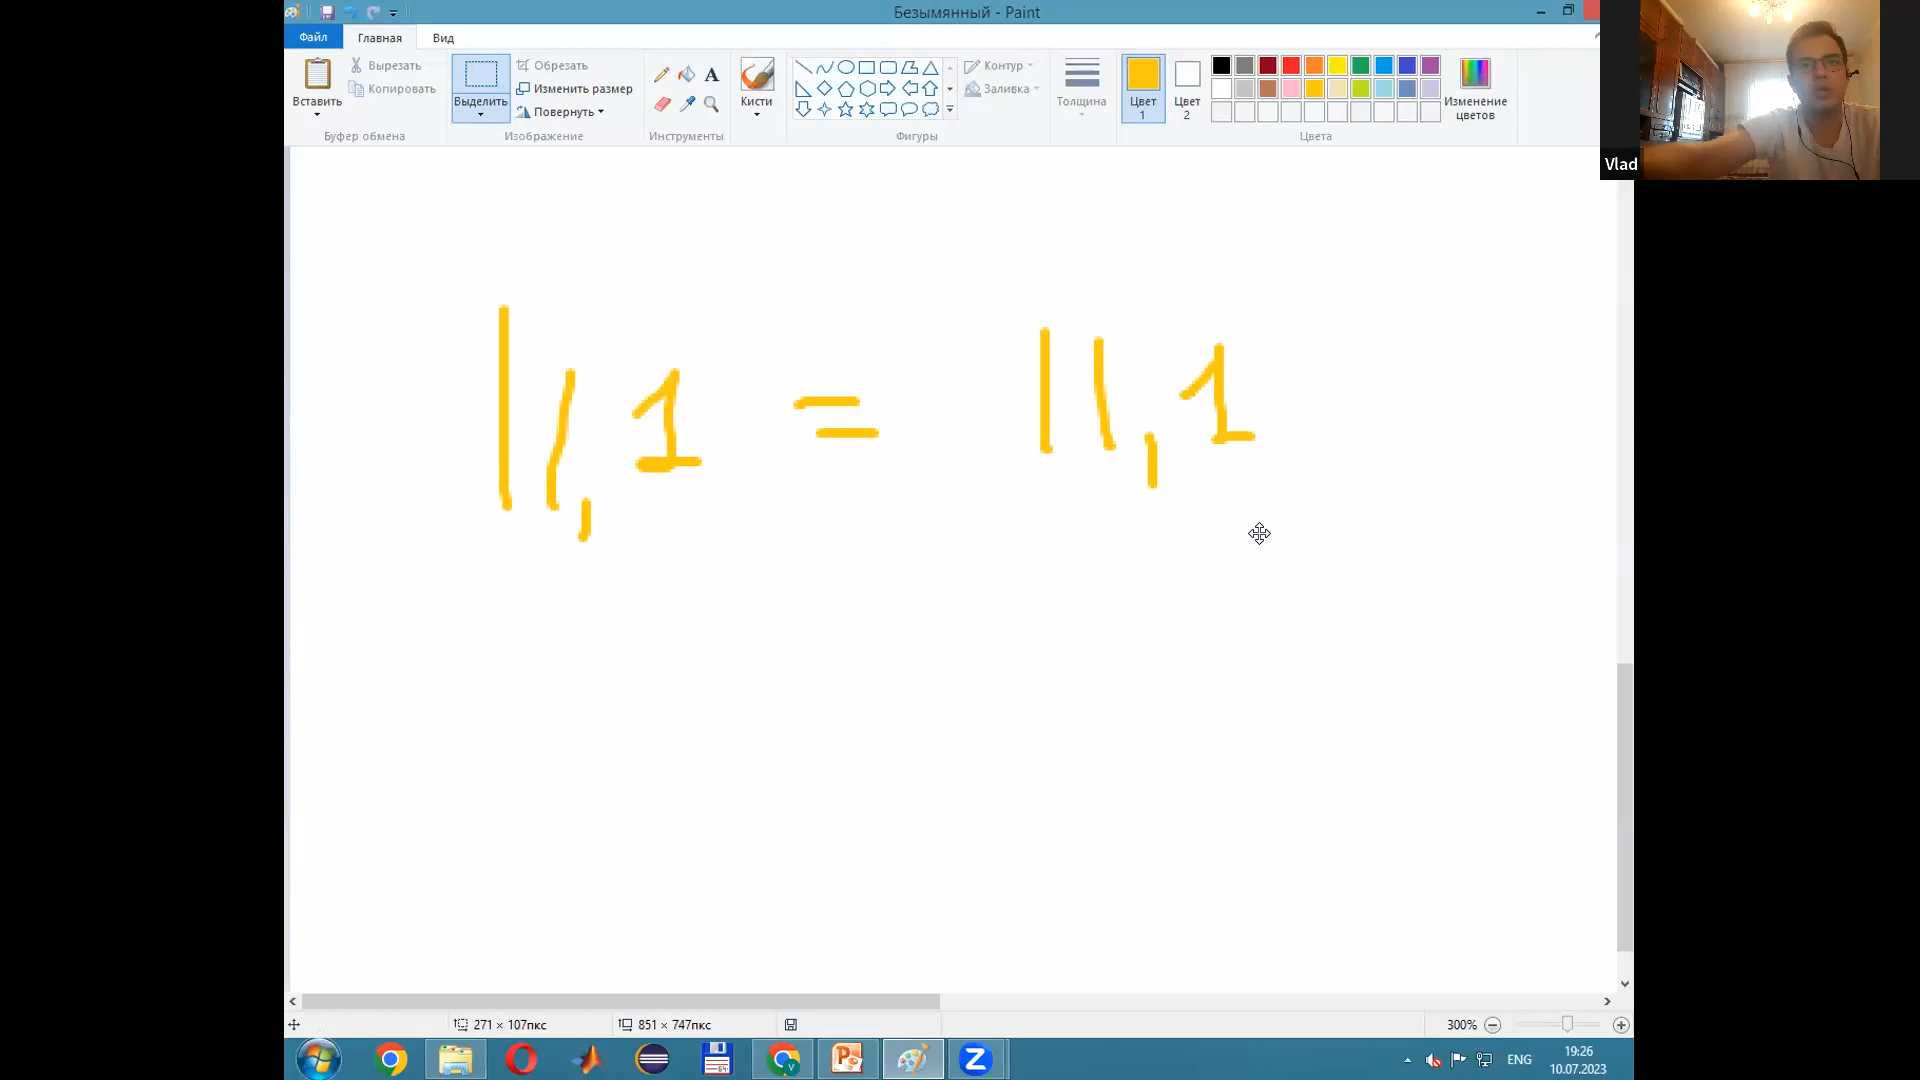 Безымянный - Paint
Файл Главная Вид
Вставить
Вырезать
Копировать
Буфер обмена
Выделить
Обрезать
Изменить размер
Повернуть
Изображение
A
Инструменты
Кисти
Контур
Заливка
Фигуры
Толщина
Цвет 1
Цвет 2
Изменение цветов
Цвета
Vlad
11,1 = 11,1
271 × 107пкс
851 × 747пкс
300%
ENG
19:26
10.07.2023